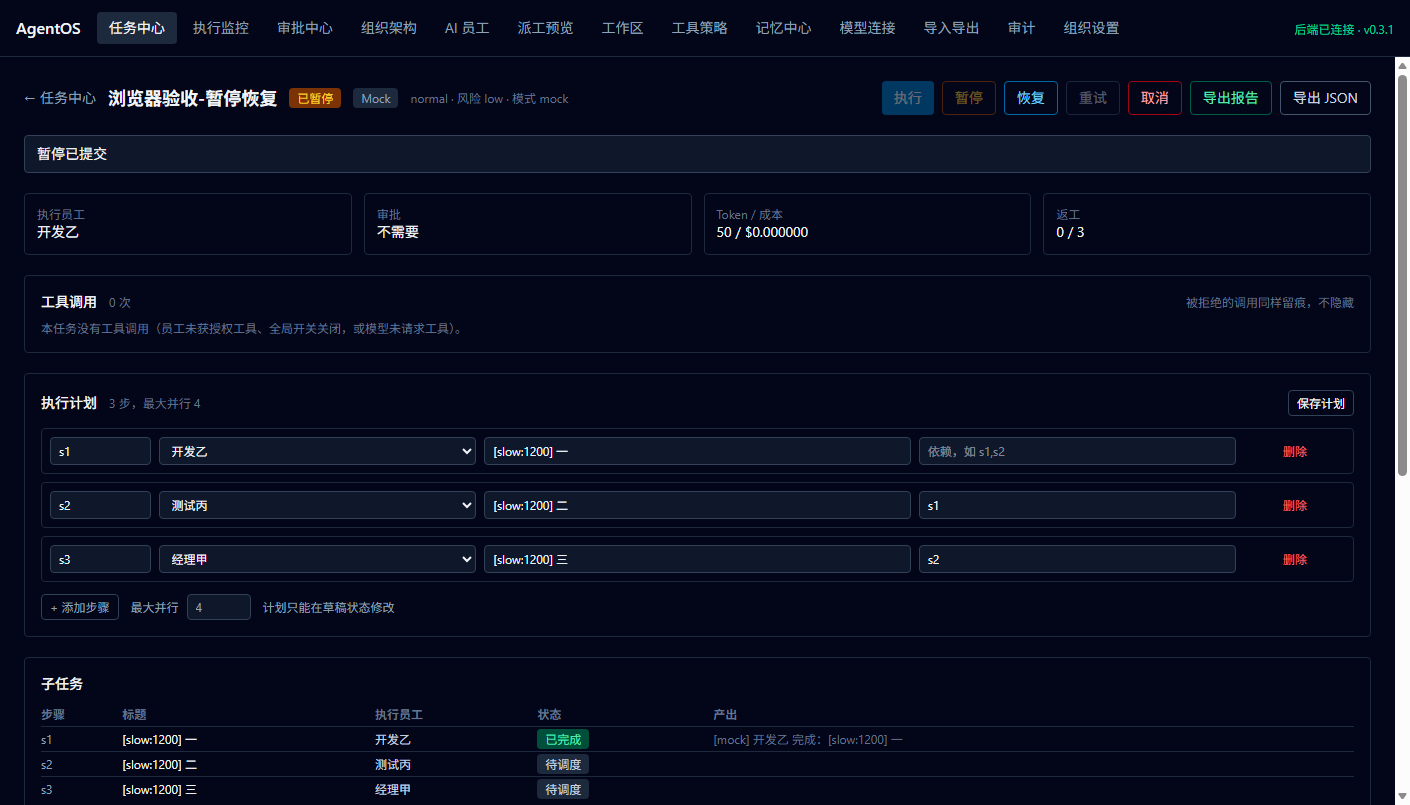 AgentOS 任务中心 执行监控 审批中心 组织架构 AI 员工 派工预览 工作区 工具策略 记忆中心 模型连接 导入导出 审计 组织设置 后端已连接 · v0.3.1
← 任务中心 浏览器验收-暂停恢复 已暂停 Mock normal · 风险 low · 模式 mock 执行 暂停 恢复 重试 取消 导出报告 导出 JSON
暂停已提交
执行员工 审批 Token / 成本 返工
开发乙 不需要 50 / $0.000000 0 / 3
工具调用 0 次 被拒绝的调用同样留痕，不隐藏
本任务没有工具调用（员工未获授权工具、全局开关关闭，或模型未请求工具）。
执行计划 3 步，最大并行 4 保存计划
s1 开发乙 [slow:1200] 一 依赖，如 s1,s2 删除
s2 测试丙 [slow:1200] 二 s1 删除
s3 经理甲 [slow:1200] 三 s2 删除
+ 添加步骤 最大并行 4 计划只能在草稿状态修改
子任务
步骤 标题 执行员工 状态 产出
s1 [slow:1200] 一 开发乙 已完成 [mock] 开发乙 完成：[slow:1200] 一
s2 [slow:1200] 二 测试丙 待调度
s3 [slow:1200] 三 经理甲 待调度